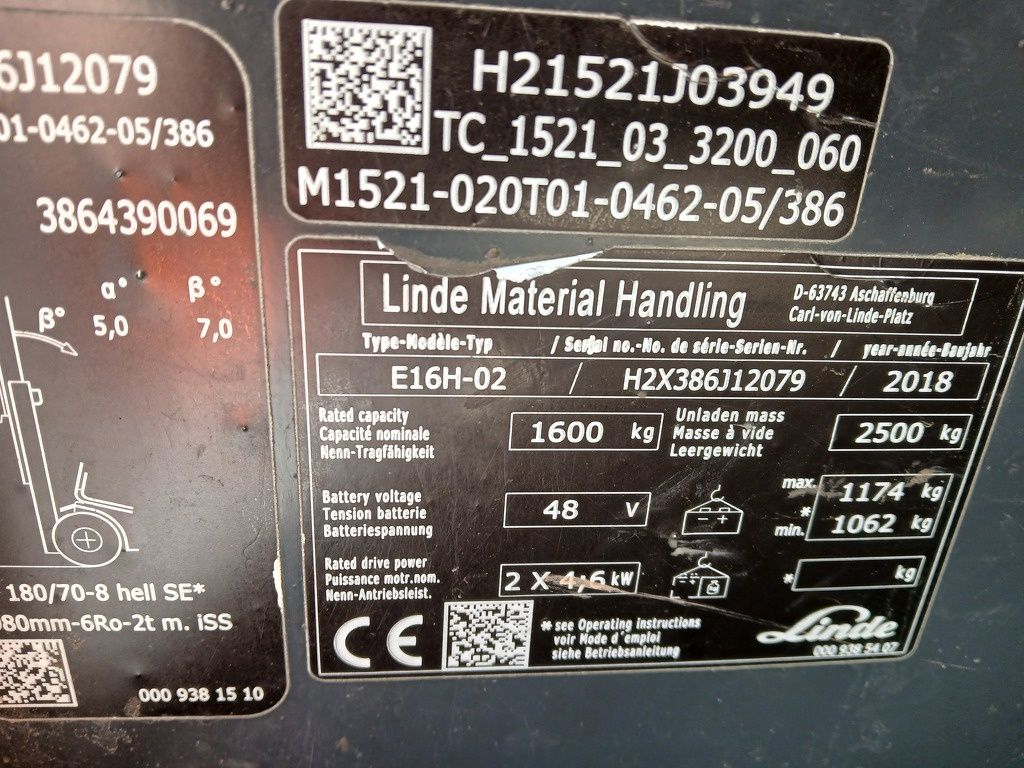 6J12079
01-0462-05/386
3864390069
α° β°
β° 5,0 7,0
180/70-8 hell SE*
080mm-6Ro-2t m. iSS
000 938 15 10
H21521J03949
TC_1521_03_3200_060
M1521-020T01-0462-05/386
Linde Material Handling
D-63743 Aschaffenburg
Carl-von-Linde-Platz
Type-Modèle-Typ / Serial no.-No. de série-Serien-Nr. / year-année-Baujahr
E16H-02 / H2X386J12079 / 2018
Rated capacity
Capacité nominale
Nenn-Tragfähigkeit
1600 kg
Unladen mass
Masse à vide
Leergewicht
2500 kg
Battery voltage
Tension batterie
Batteriespannung
48 V
max. 1174 kg
*
min. 1062 kg
Rated drive power
Puissance motr.nom.
Nenn-Antriebsleist.
2 X 4,6 kW
* kg
CE
* see Operating instructions
voir Mode d'emploi
siehe Betriebsanleitung
Linde
000 938 54 07